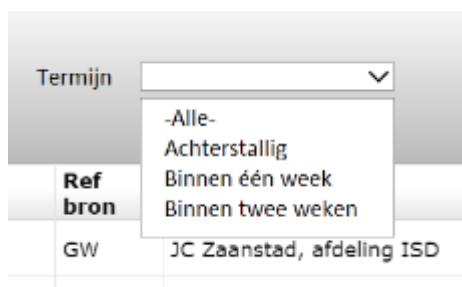 Termijn
-Alle-
Achterstallig
Binnen één week
Binnen twee weken
Ref
bron
GW JC Zaanstad, afdeling ISD